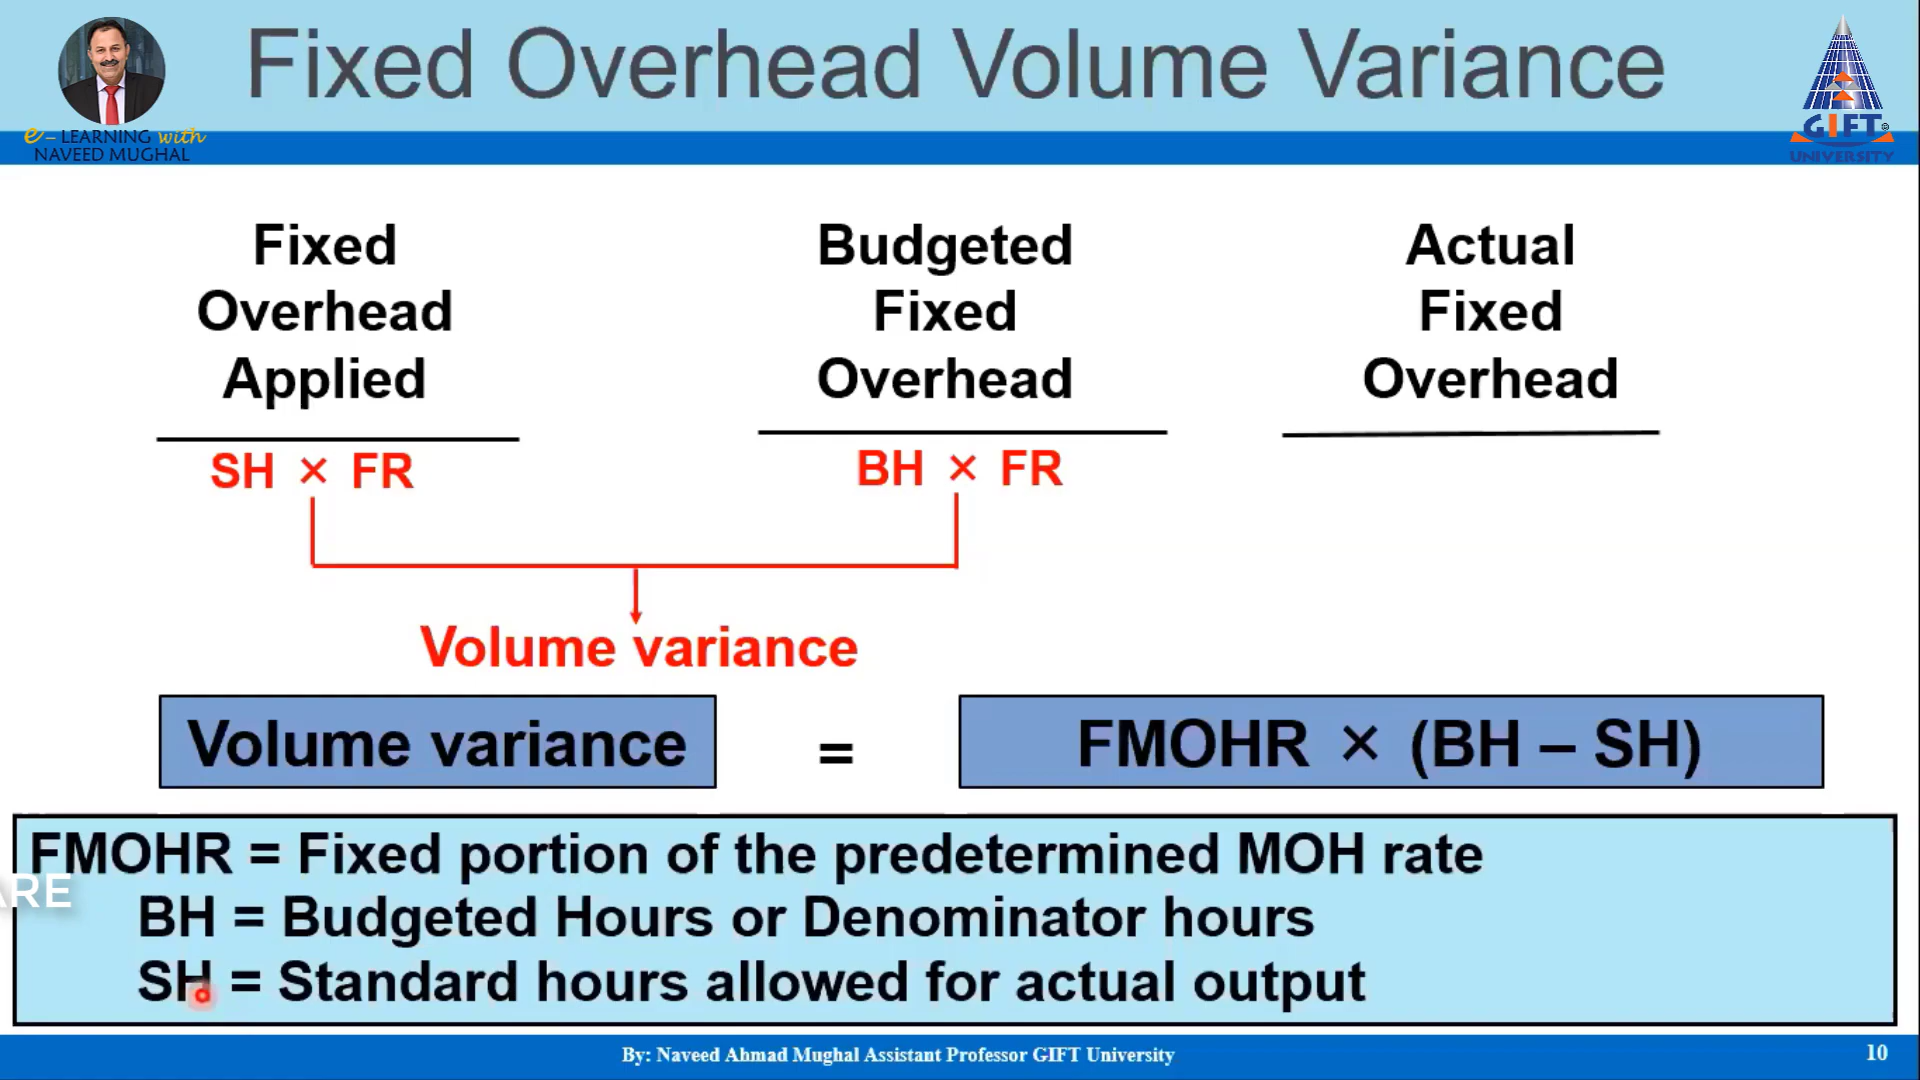 Fixed Overhead Volume Variance
e – LEARNING with
NAVEED MUGHAL
GIFT
UNIVERSITY
Fixed
Overhead
Applied
Budgeted
Fixed
Overhead
Actual
Fixed
Overhead
SH × FR
BH × FR
Volume variance
Volume variance = FMOHR × (BH – SH)
FMOHR = Fixed portion of the predetermined MOH rate
ARE
BH = Budgeted Hours or Denominator hours
SH = Standard hours allowed for actual output
By: Naveed Ahmad Mughal Assistant Professor GIFT University
10